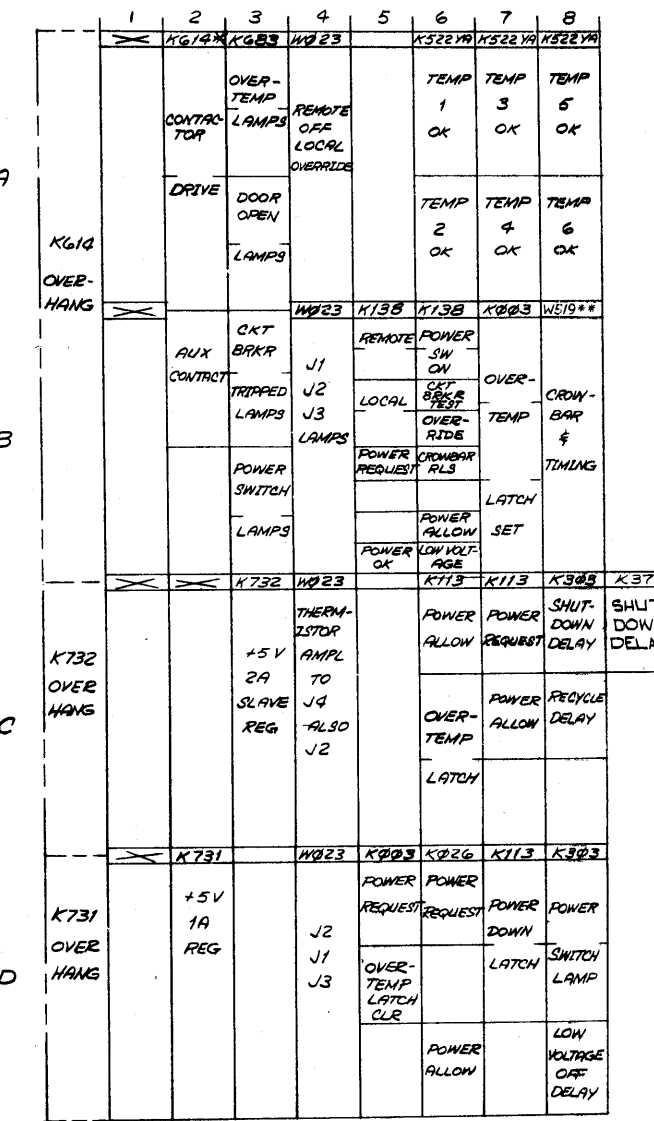 1 2 3 4 5 6 7 8
K614* K683 WØ23 K522 YA K522 YA K522 YA
A
K614
OVER-
HANG
CONTAC-
TOR
DRIVE
OVER-
TEMP
LAMPS
DOOR
OPEN
LAMPS
REMOTE
OFF
LOCAL
OVERRIDE
TEMP
1
OK
TEMP
2
OK
TEMP
3
OK
TEMP
4
OK
TEMP
5
OK
TEMP
6
OK
B
WØ23 K138 K138 KØØ3 W519**
AUX
CONTACT
CKT
BRKR
TRIPPED
LAMPS
POWER
SWITCH
LAMPS
J1
J2
J3
LAMPS
REMOTE
LOCAL
POWER
REQUEST
POWER
OK
POWER
SW
ON
CKT
BRKR
TEST
OVER-
RIDE
CROWBAR
RLS
POWER
ALLOW
LOW VOLT-
AGE
OVER-
TEMP
LATCH
SET
CROW-
BAR
&
TIMING
C
K732 WØ23 K113 K113 K3Ø3 K37
K732
OVER
HANG
+5V
2A
SLAVE
REG
THERM-
ISTOR
AMPL
TO
J4
ALSO
J2
POWER
ALLOW
OVER-
TEMP
LATCH
POWER
REQUEST
POWER
ALLOW
SHUT-
DOWN
DELAY
RECYCLE
DELAY
SHUT
DOW
DELA
D
K731 WØ23 KØØ3 KØ26 K113 K3Ø3
K731
OVER
HANG
+5V
1A
REG
J2
J1
J3
POWER
REQUEST
OVER-
TEMP
LATCH
CLR
POWER
REQUEST
POWER
ALLOW
POWER
DOWN
LATCH
POWER
SWITCH
LAMP
LOW
VOLTAGE
OFF
DELAY